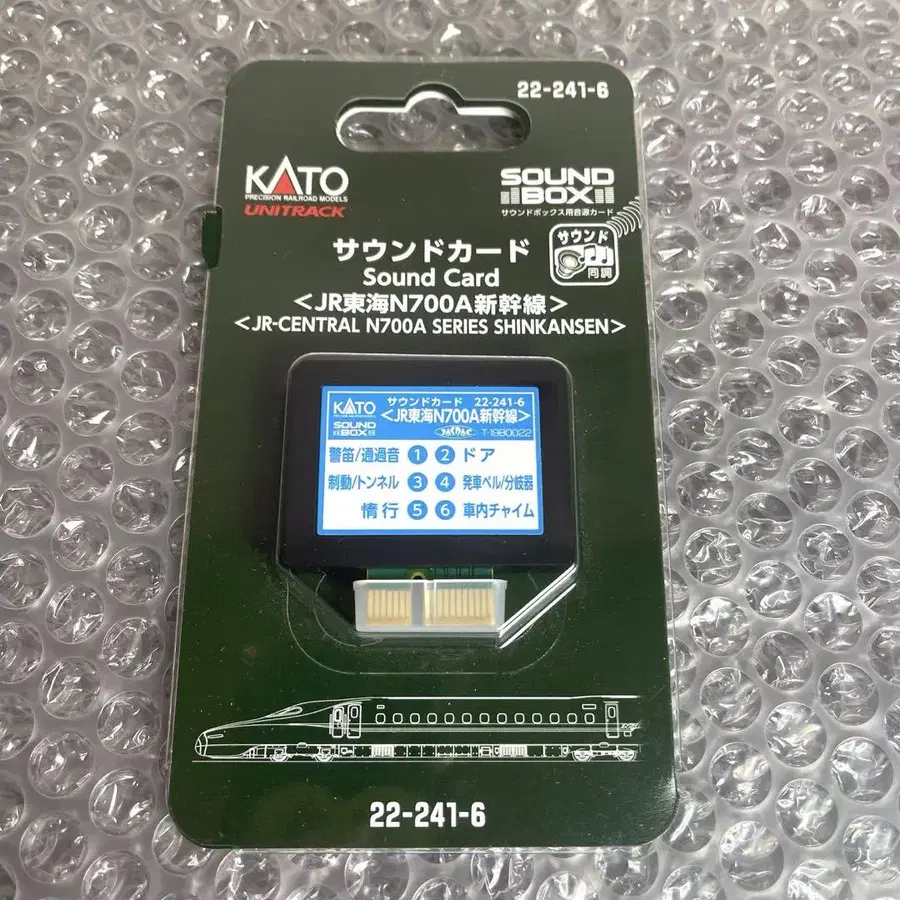 22-241-6
KATO
PRECISION RAILROAD MODELS
UNITRACK
SOUND
BOX
サウンドボックス用音源カード
サウンド
同調
サウンドカード
Sound Card
＜JR東海N700A新幹線＞
＜JR-CENTRAL N700A SERIES SHINKANSEN＞
KATO
サウンドカード 22-241-6
＜JR東海N700A新幹線＞
SOUND
BOX
JASRAC T-19B0022
警笛/通過音 1 2 ドア
制動/トンネル 3 4 発車ベル/分岐器
惰行 5 6 車内チャイム
22-241-6